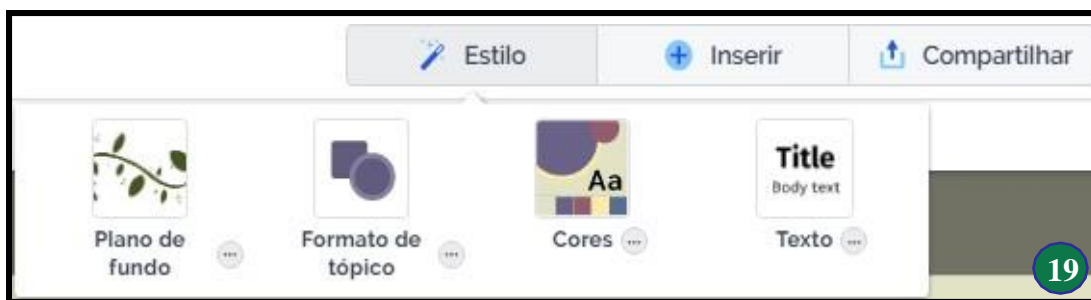 Estilo
Inserir
Compartilhar
Aa
Title
Body text
Plano de
fundo
Formato de
tópico
Cores
Texto
19